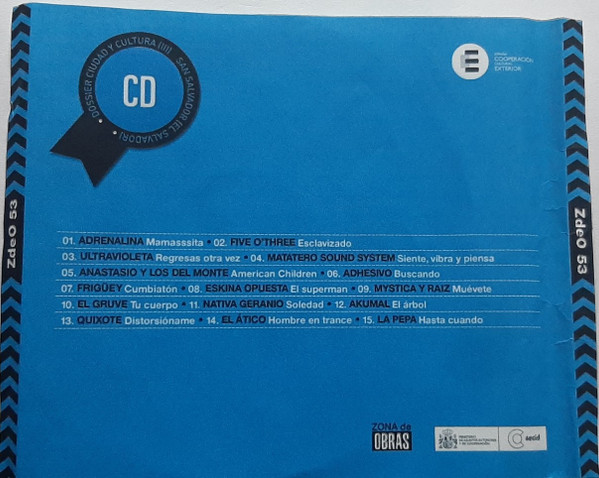 DOSSIER CIUDAD Y CULTURA (III) SAN SALVADOR (EL SALVADOR)
CD
E
COOPERACIÓN
EXTERIOR
ZdeO 53
ZdeO 53
01. ADRENALINA Mamasssita • 02. FIVE O'THREE Esclavizado
03. ULTRAVIOLETA Regresas otra vez • 04. MATATERO SOUND SYSTEM Siente, vibra y piensa
05. ANASTASIO Y LOS DEL MONTE American Children • 06. ADHESIVO Buscando
07. FRIGÜEY Cumbiatón • 08. ESKINA OPUESTA El superman • 09. MYSTICA Y RAIZ Muévete
10. EL GRUVE Tu cuerpo • 11. NATIVA GERANIO Soledad • 12. AKUMAL El árbol
13. QUIXOTE Distorsióname • 14. EL ÁTICO Hombre en trance • 15. LA PEPA Hasta cuando
ZONA de
OBRAS
aecid